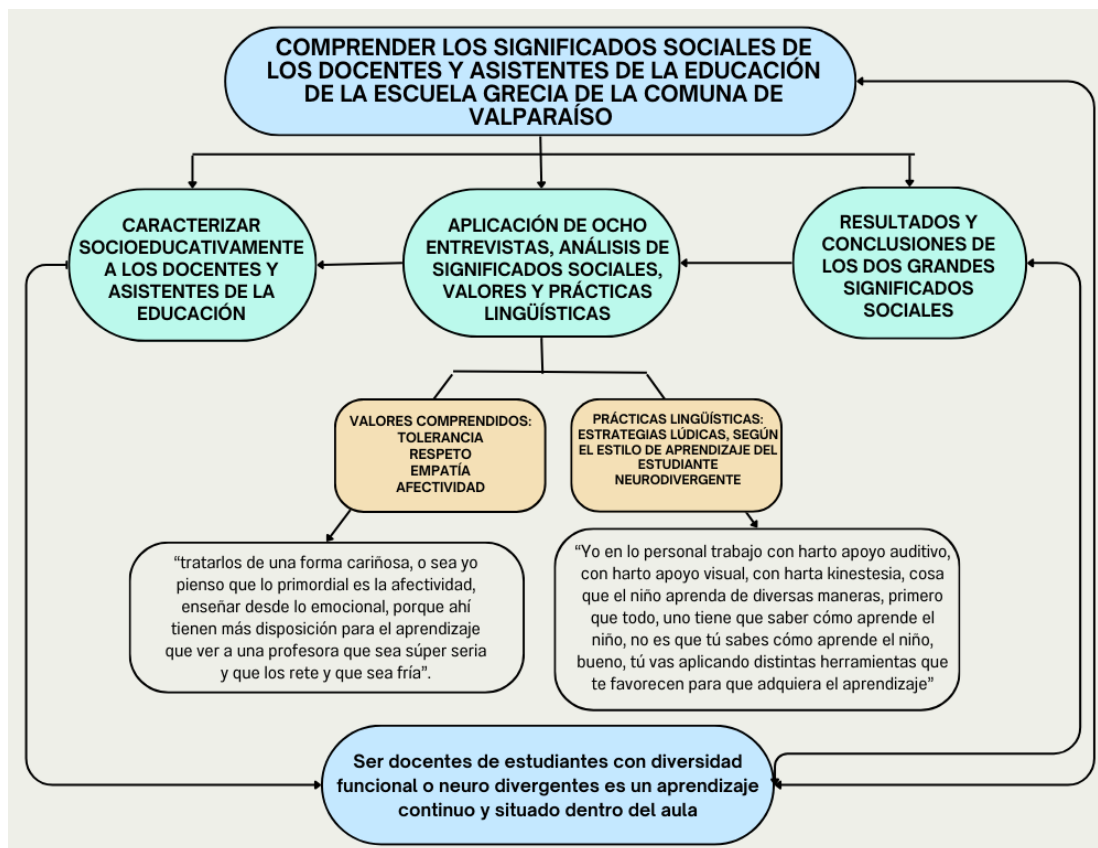 COMPRENDER LOS SIGNIFICADOS SOCIALES DE
LOS DOCENTES Y ASISTENTES DE LA EDUCACIÓN
DE LA ESCUELA GRECIA DE LA COMUNA DE
VALPARAÍSO
CARACTERIZAR
SOCIOEDUCATIVAMENTE
A LOS DOCENTES Y
ASISTENTES DE LA
EDUCACIÓN
APLICACIÓN DE OCHO
ENTREVISTAS, ANÁLISIS DE
SIGNIFICADOS SOCIALES,
VALORES Y PRÁCTICAS
LINGÜÍSTICAS
RESULTADOS Y
CONCLUSIONES DE
LOS DOS GRANDES
SIGNIFICADOS
SOCIALES
VALORES COMPRENDIDOS:
TOLERANCIA
RESPETO
EMPATÍA
AFECTIVIDAD
PRÁCTICAS LINGÜÍSTICAS:
ESTRATEGIAS LÚDICAS, SEGÚN
EL ESTILO DE APRENDIZAJE DEL
ESTUDIANTE
NEURODIVERGENTE
“tratarlos de una forma cariñosa, o sea yo
pienso que lo primordial es la afectividad,
enseñar desde lo emocional, porque ahí
tienen más disposición para el aprendizaje
que ver a una profesora que sea súper seria
y que los rete y que sea fría”.
“Yo en lo personal trabajo con harto apoyo auditivo,
con harto apoyo visual, con harta kinestesia, cosa
que el niño aprenda de diversas maneras, primero
que todo, uno tiene que saber cómo aprende el
niño, no es que tú sabes cómo aprende el niño,
bueno, tú vas aplicando distintas herramientas que
te favorecen para que adquiera el aprendizaje”
Ser docentes de estudiantes con diversidad
funcional o neuro divergentes es un aprendizaje
continuo y situado dentro del aula